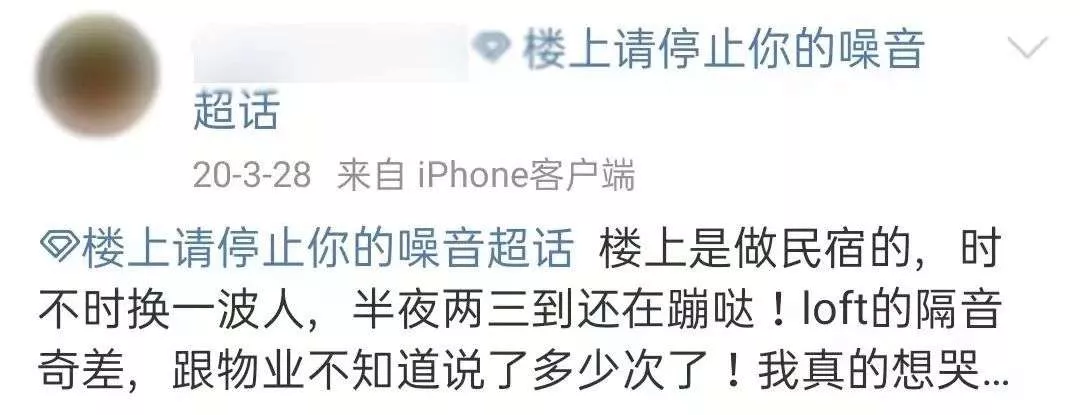 楼上请停止你的噪音
超话
20-3-28 来自 iPhone客户端
楼上请停止你的噪音超话 楼上是做民宿的，时
不时换一波人，半夜两三到还在蹦哒！loft的隔音
奇差，跟物业不知道说了多少次了！我真的想哭...